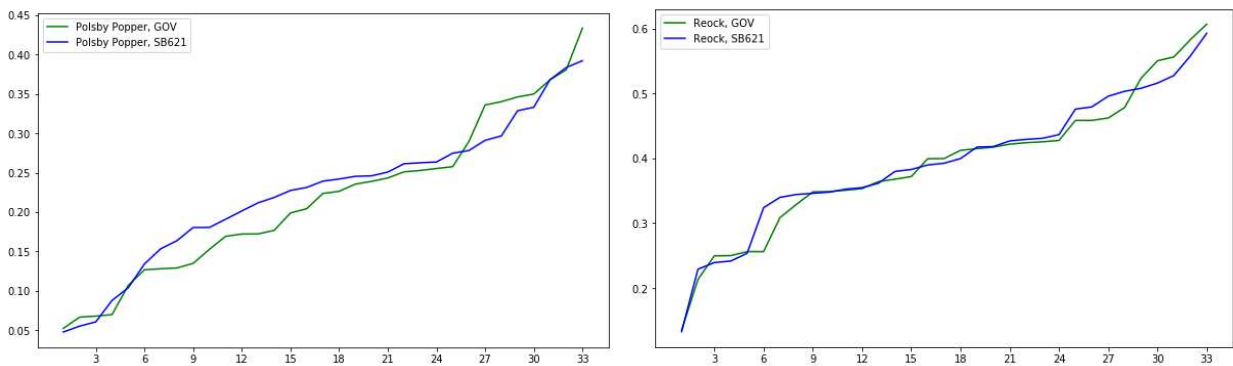 Polsby Popper, GOV
Polsby Popper, SB621
0.45
0.40
0.35
0.30
0.25
0.20
0.15
0.10
0.05
3 6 9 12 15 18 21 24 27 30 33
Reock, GOV
Reock, SB621
0.6
0.5
0.4
0.3
0.2
3 6 9 12 15 18 21 24 27 30 33